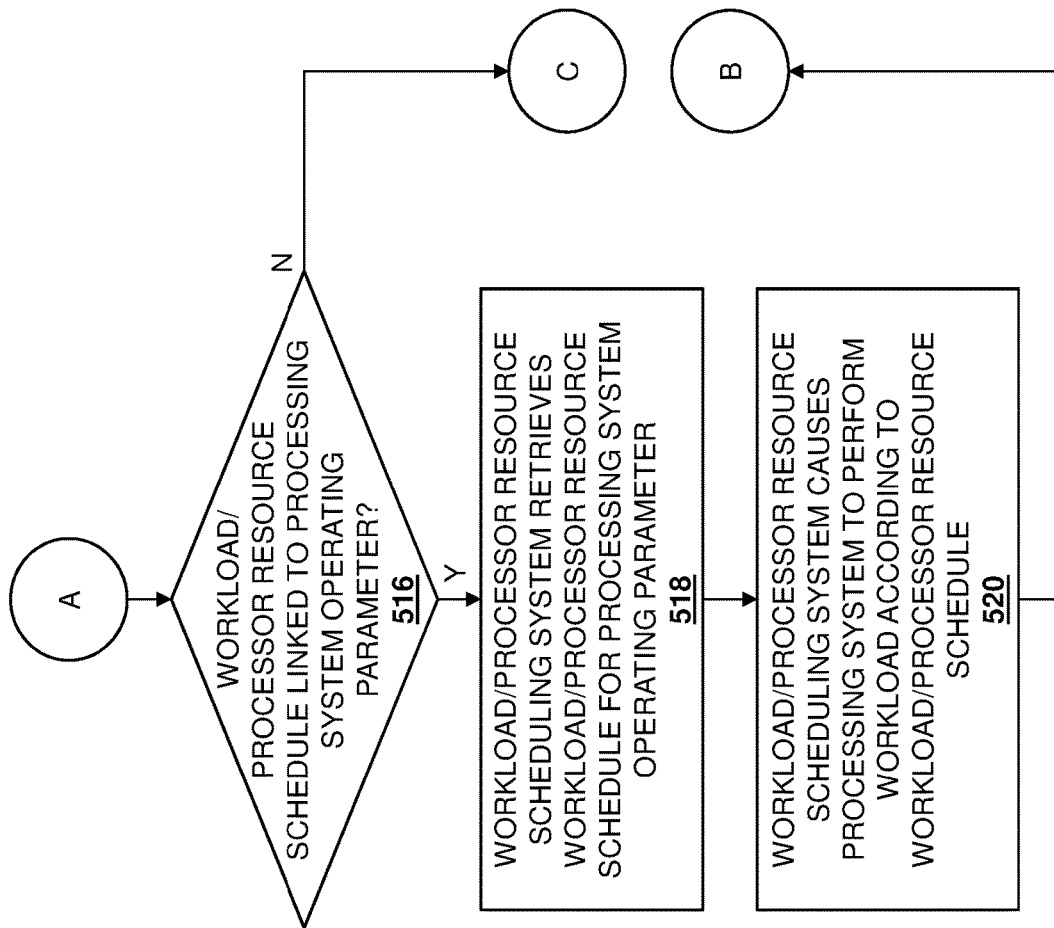 A
WORKLOAD/
PROCESSOR RESOURCE
SCHEDULE LINKED TO PROCESSING
SYSTEM OPERATING
PARAMETER?
516
N
Y
C
WORKLOAD/PROCESSOR RESOURCE
SCHEDULING SYSTEM RETRIEVES
WORKLOAD/PROCESSOR RESOURCE
SCHEDULE FOR PROCESSING SYSTEM
OPERATING PARAMETER
518
B
WORKLOAD/PROCESSOR RESOURCE
SCHEDULING SYSTEM CAUSES
PROCESSING SYSTEM TO PERFORM
WORKLOAD ACCORDING TO
WORKLOAD/PROCESSOR RESOURCE
SCHEDULE
520